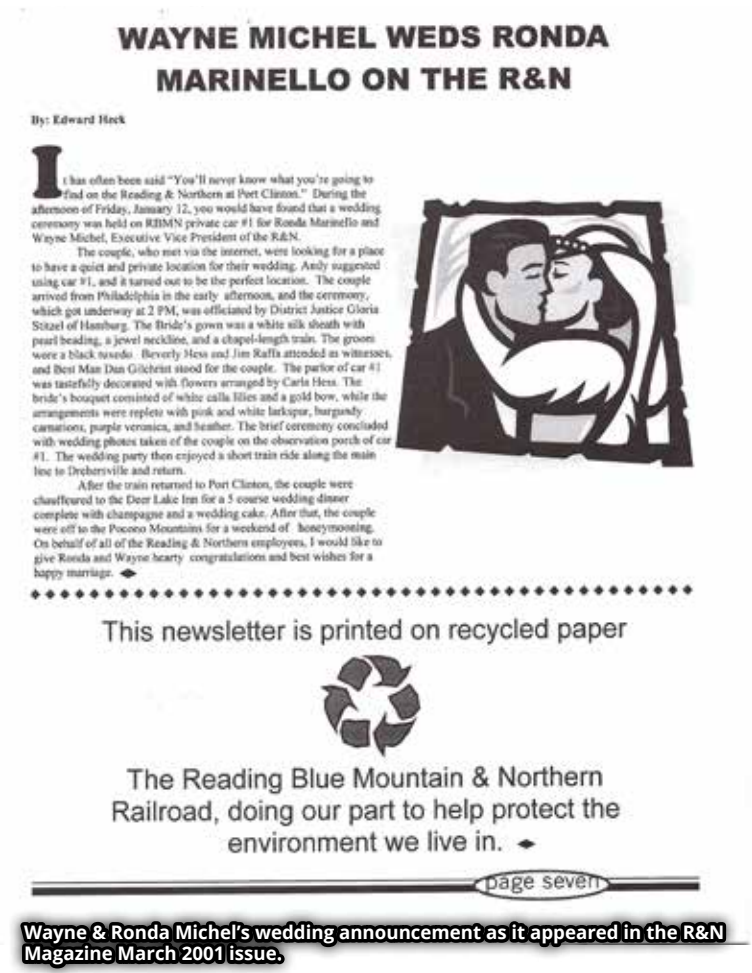 WAYNE MICHEL WEDS RONDA
MARINELLO ON THE R&N
By: Edward Heck
It has often been said "You'll never know what you're going to
find on the Reading & Northern at Port Clinton." During the
afternoon of Friday, January 12, you would have found that a wedding
ceremony was held on RBMN private car #1 for Ronda Marinello and
Wayne Michel, Executive Vice President of the R&N.
The couple, who met via the internet, were looking for a place
to have a quiet and private location for their wedding. Andy suggested
using car #1, and it turned out to be the perfect location. The couple
arrived from Philadelphia in the early afternoon, and the ceremony,
which got underway at 2 PM, was officiated by District Justice Gloria
Stitzel of Hamburg. The Bride's gown was a white silk sheath with
pearl beading, a jewel neckline, and a chapel-length train. The groom
wore a black tuxedo. Beverly Hess and Jim Raffa attended as witnesses,
and Best Man Dan Gilchrist stood for the couple. The parlor of car #1
was tastefully decorated with flowers arranged by Carla Hess. The
bride's bouquet consisted of white calla lilies and a gold bow, while the
arrangements were replete with pink and white larkspur, burgundy
carnations, purple veronica, and heather. The brief ceremony concluded
with wedding photos taken of the couple on the observation porch of car
#1. The wedding party then enjoyed a short train ride along the main
line to Drehersville and return.
After the train returned to Port Clinton, the couple were
chauffeured to the Deer Lake Inn for a 5 course wedding dinner
complete with champagne and a wedding cake. After that, the couple
were off to the Pocono Mountains for a weekend of honeymooning.
On behalf of all of the Reading & Northern employees, I would like to
give Ronda and Wayne hearty congratulations and best wishes for a
happy marriage.
This newsletter is printed on recycled paper
The Reading Blue Mountain & Northern
Railroad, doing our part to help protect the
environment we live in.
page seven
Wayne & Ronda Michel's wedding announcement as it appeared in the R&N
Magazine March 2001 issue.